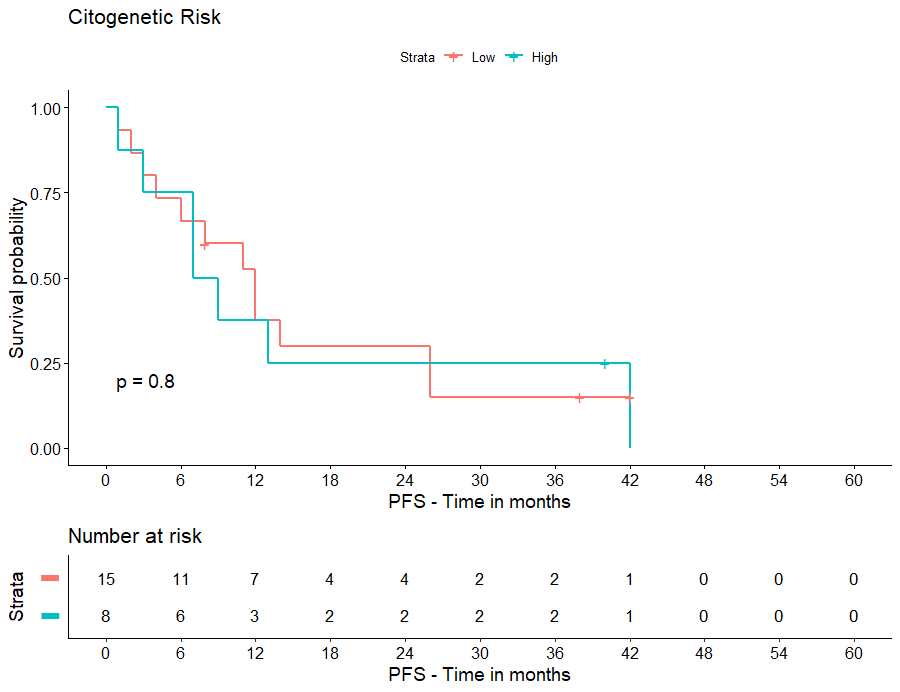 Citogenetic Risk
Strata Low High
Survival probability
1.00
0.75
0.50
0.25
0.00
p = 0.8
0 6 12 18 24 30 36 42 48 54 60
PFS - Time in months
Number at risk
Strata
15 11 7 4 4 2 2 1 0 0 0
8 6 3 2 2 2 2 1 0 0 0
0 6 12 18 24 30 36 42 48 54 60
PFS - Time in months